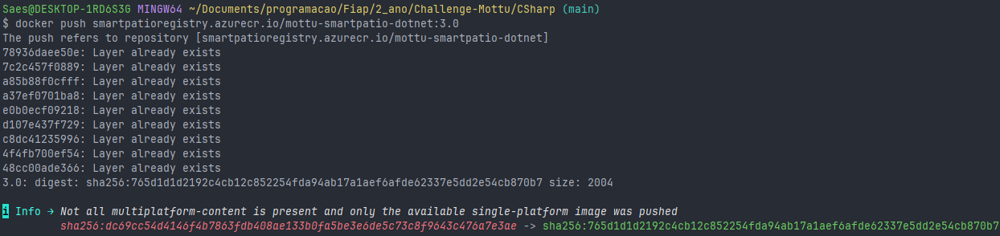 Saes@DESKTOP-1RD6S3G MINGW64 ~/Documents/programacao/Fiap/2_ano/Challenge-Mottu/CSharp (main)
$ docker push smartpatioregistry.azurecr.io/mottu-smartpatio-dotnet:3.0
The push refers to repository [smartpatioregistry.azurecr.io/mottu-smartpatio-dotnet]
78936daee50e: Layer already exists
7c2c457f0889: Layer already exists
a85b88f0cfff: Layer already exists
a37ef0701ba8: Layer already exists
e0b0ecf09218: Layer already exists
d107e437f729: Layer already exists
c8dc41235996: Layer already exists
4f4fb700ef54: Layer already exists
48cc00ade366: Layer already exists
3.0: digest: sha256:765d1d1d2192c4cb12c852254fda94ab17a1aef6afde62337e5dd2e54cb870b7 size: 2004
i Info → Not all multiplatform-content is present and only the available single-platform image was pushed
sha256:dc69cc54d4146f4b7863fdb408ae133b0fa5be3e6de5c73c8f9643c476a7e3ae -> sha256:765d1d1d2192c4cb12c852254fda94ab17a1aef6afde62337e5dd2e54cb870b7